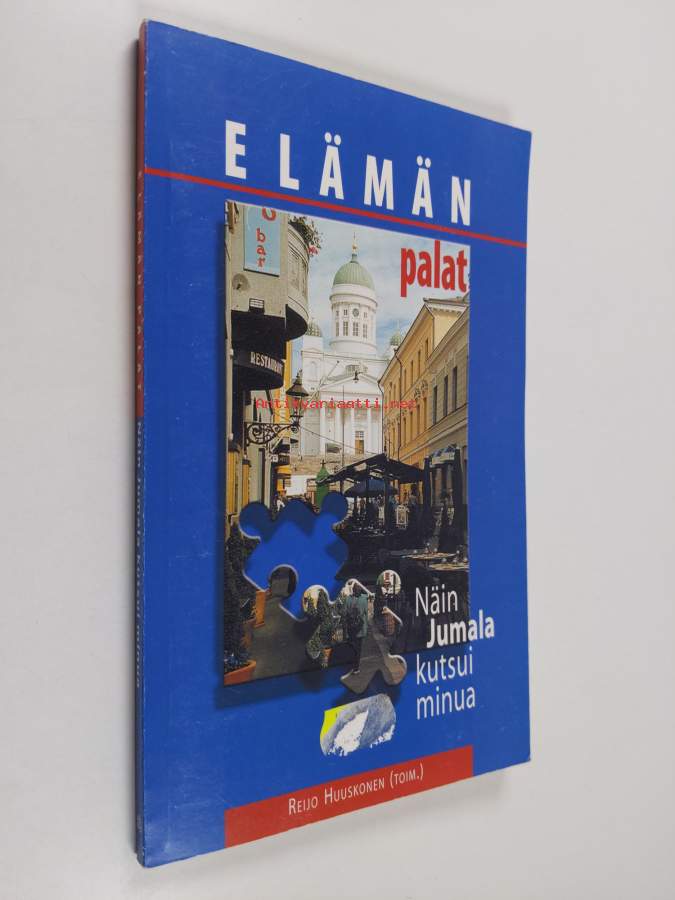 ELÄMÄN
palat
bar
RESTAURANT
Antikvariaatti.net
Näin
Jumala
kutsui
minua
REIJO HUUSKONEN (TOIM.)
ELÄMÄN PALAT Näin Jumala kutsui minua